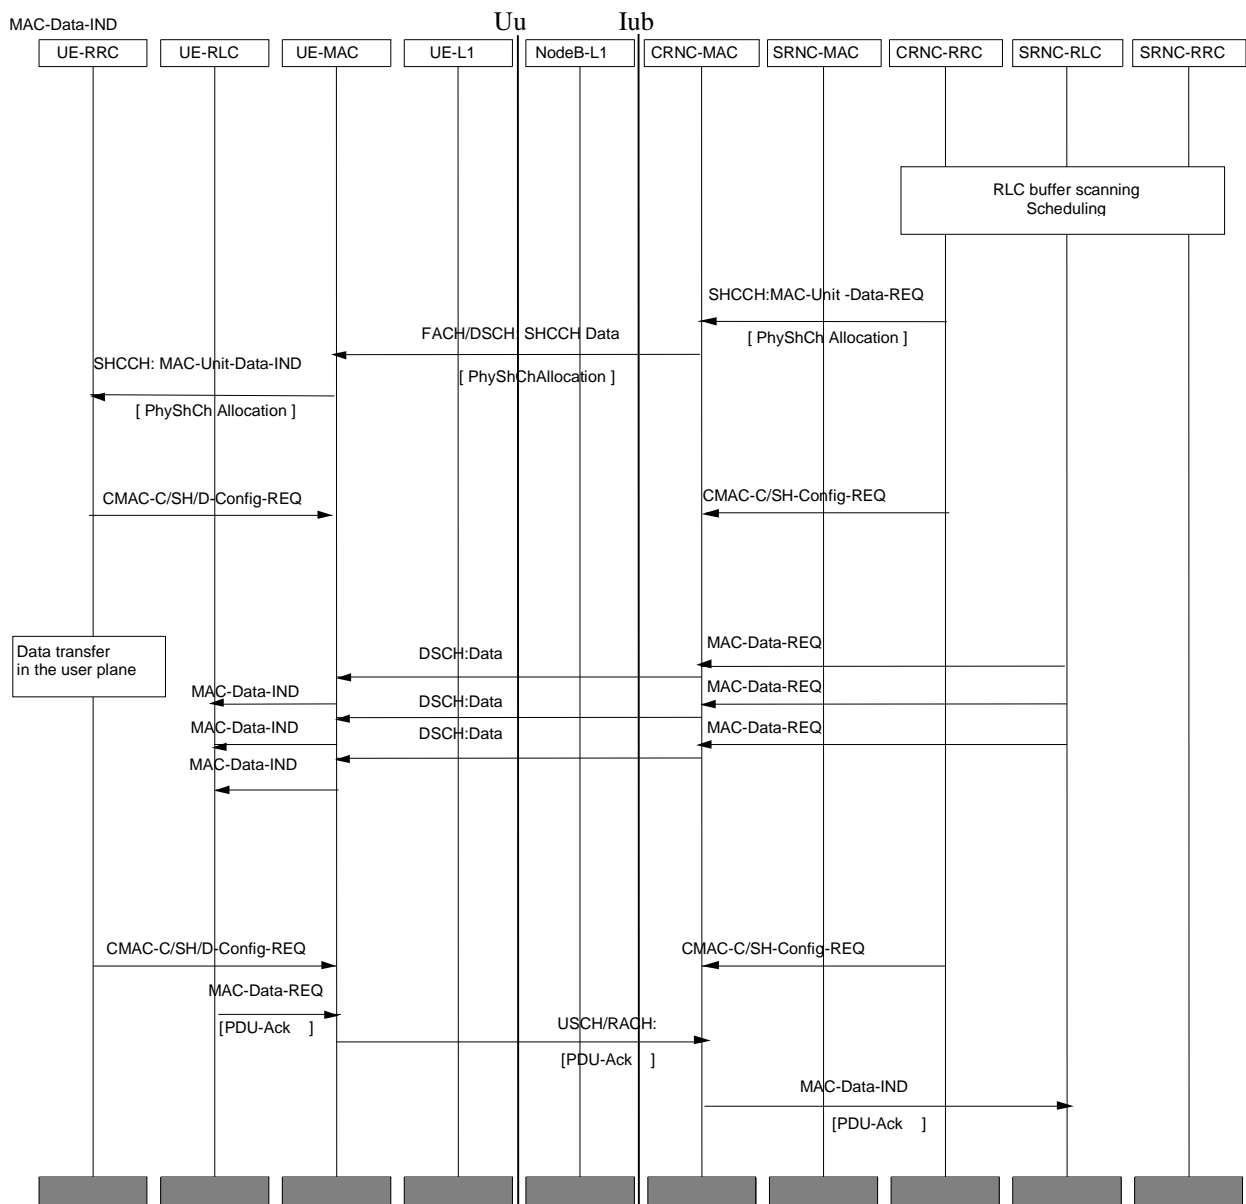 Uu Iub
MAC-Data-IND
UE-RRC UE-RLC UE-MAC UE-L1 NodeB-L1 CRNC-MAC SRNC-MAC CRNC-RRC SRNC-RLC SRNC-RRC
RLC buffer scanning
Scheduling
SHCCH:MAC-Unit -Data-REQ
FACH/DSCH: SHCCH Data
[ PhyShCh Allocation ]
SHCCH: MAC-Unit-Data-IND
[ PhyShChAllocation ]
[ PhyShCh Allocation ]
CMAC-C/SH/D-Config-REQ
CMAC-C/SH-Config-REQ
MAC-Data-REQ
Data transfer
in the user plane
DSCH:Data
MAC-Data-REQ
MAC-Data-IND
DSCH:Data
MAC-Data-REQ
MAC-Data-IND
DSCH:Data
MAC-Data-IND
CMAC-C/SH/D-Config-REQ
CMAC-C/SH-Config-REQ
MAC-Data-REQ
[PDU-Ack ]
USCH/RACH:
[PDU-Ack ]
MAC-Data-IND
[PDU-Ack ]